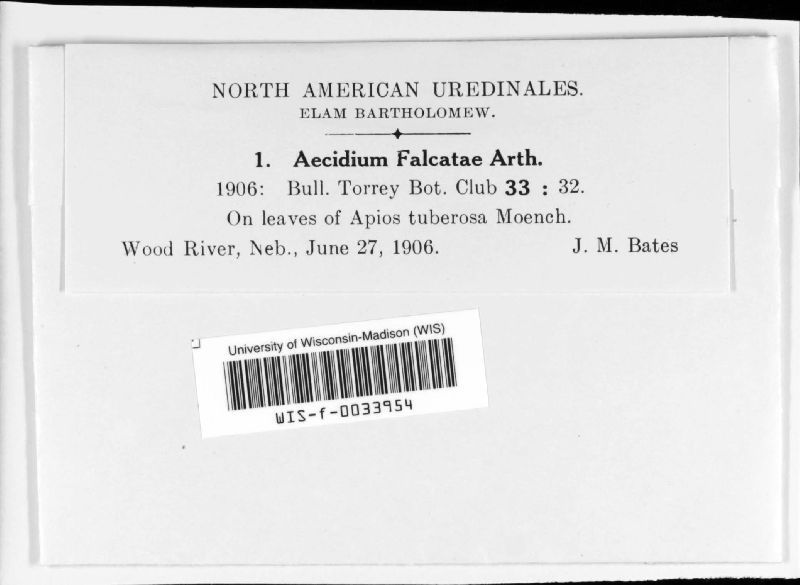 NORTH AMERICAN UREDINALES.
ELAM BARTHOLOMEW.
1. Aecidium Falcatae Arth.
1906: Bull. Torrey Bot. Club 33 : 32.
On leaves of Apios tuberosa Moench.
Wood River, Neb., June 27, 1906. J. M. Bates
University of Wisconsin-Madison (WIS)
WIS-f-0033954